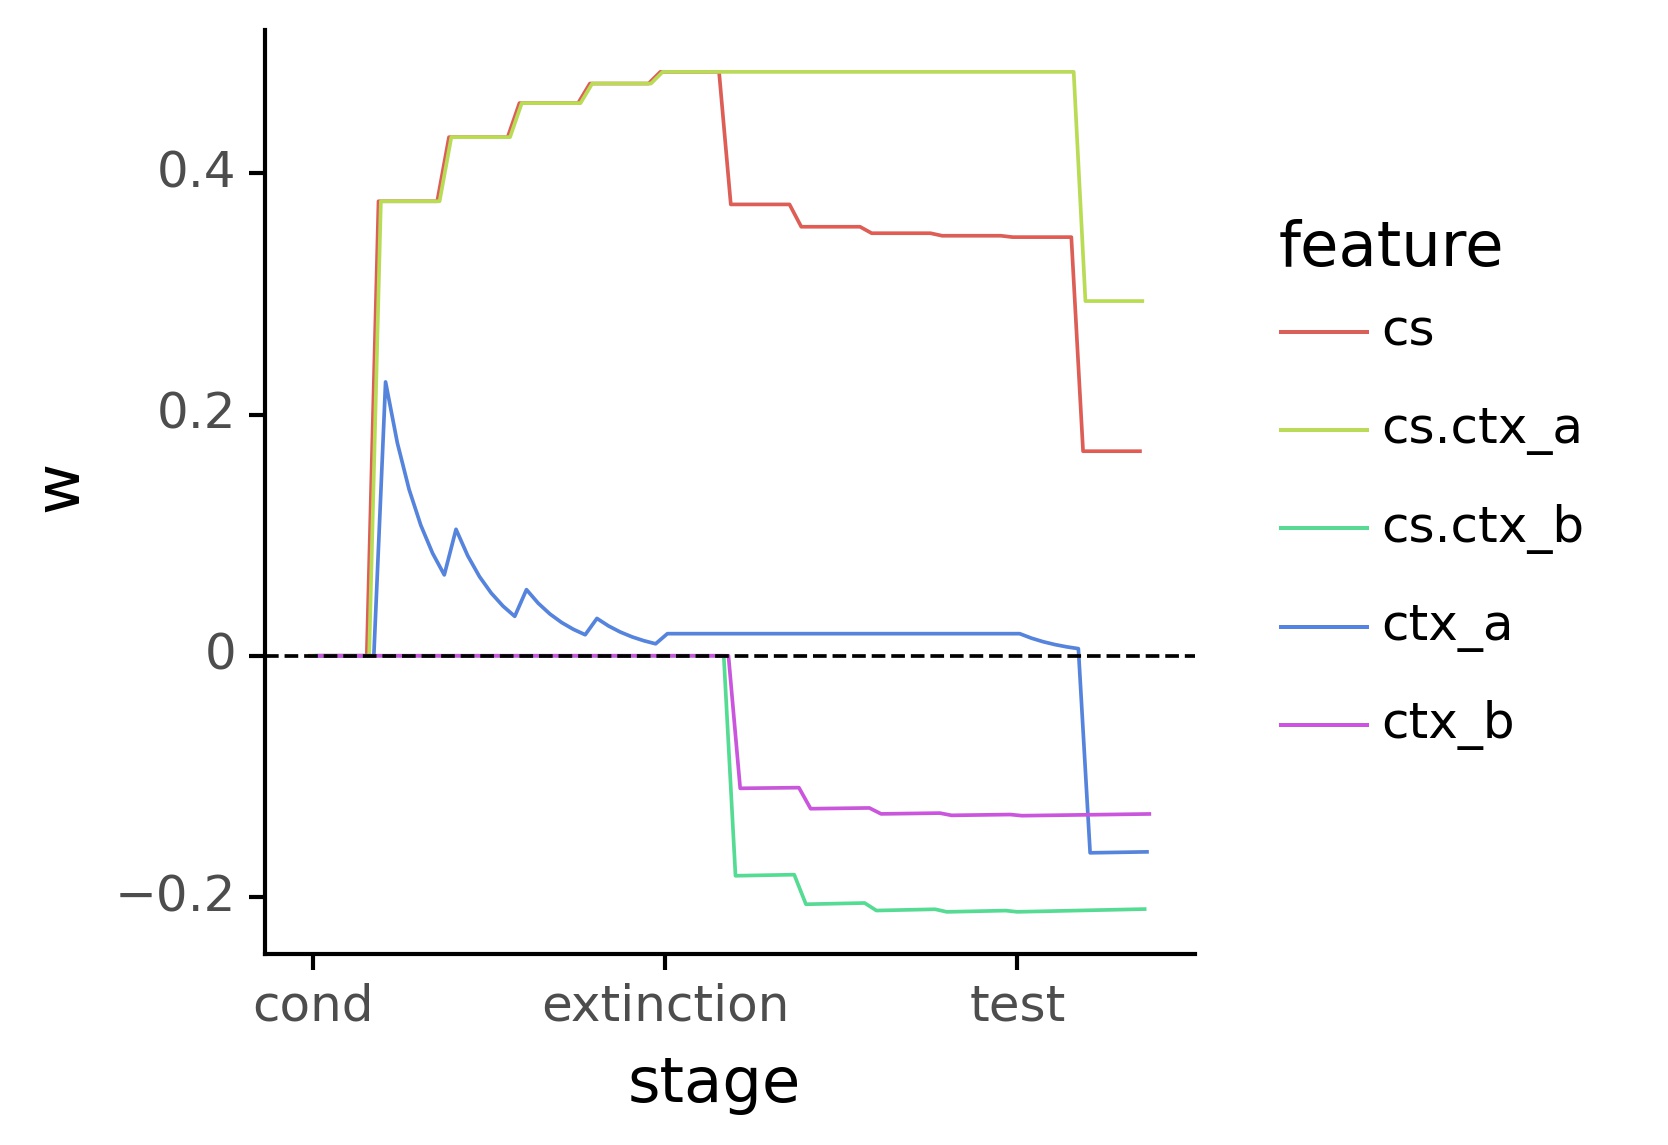 w
0.4
0.2
0
−0.2
cond
extinction
test
stage
feature
cs
cs.ctx_a
cs.ctx_b
ctx_a
ctx_b